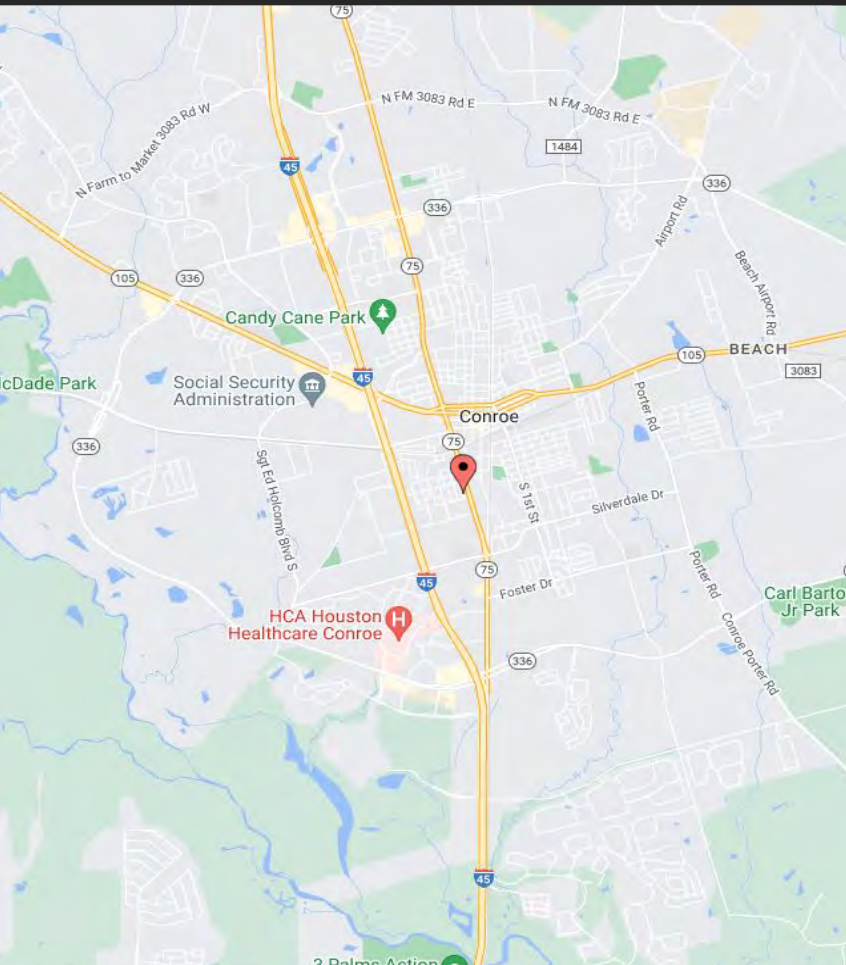 75
N FM 3083 Rd E
N FM 3083 Rd E
N Farm to Market 3083 Rd W
1484
45
336
336
Airport Rd
75
Beach Airport Rd
105
336
Candy Cane Park
105
BEACH
3083
45
cDade Park
Social Security
Administration
Porter Rd
Conroe
75
336
Sgt Ed Holcomb Blvd S
S 1st St
Silverdale Dr
75
45
Foster Dr
Porter Rd
Carl Barto
Jr Park
HCA Houston
Healthcare Conroe
H
Conroe Porter Rd
336
45
3 Palms Action